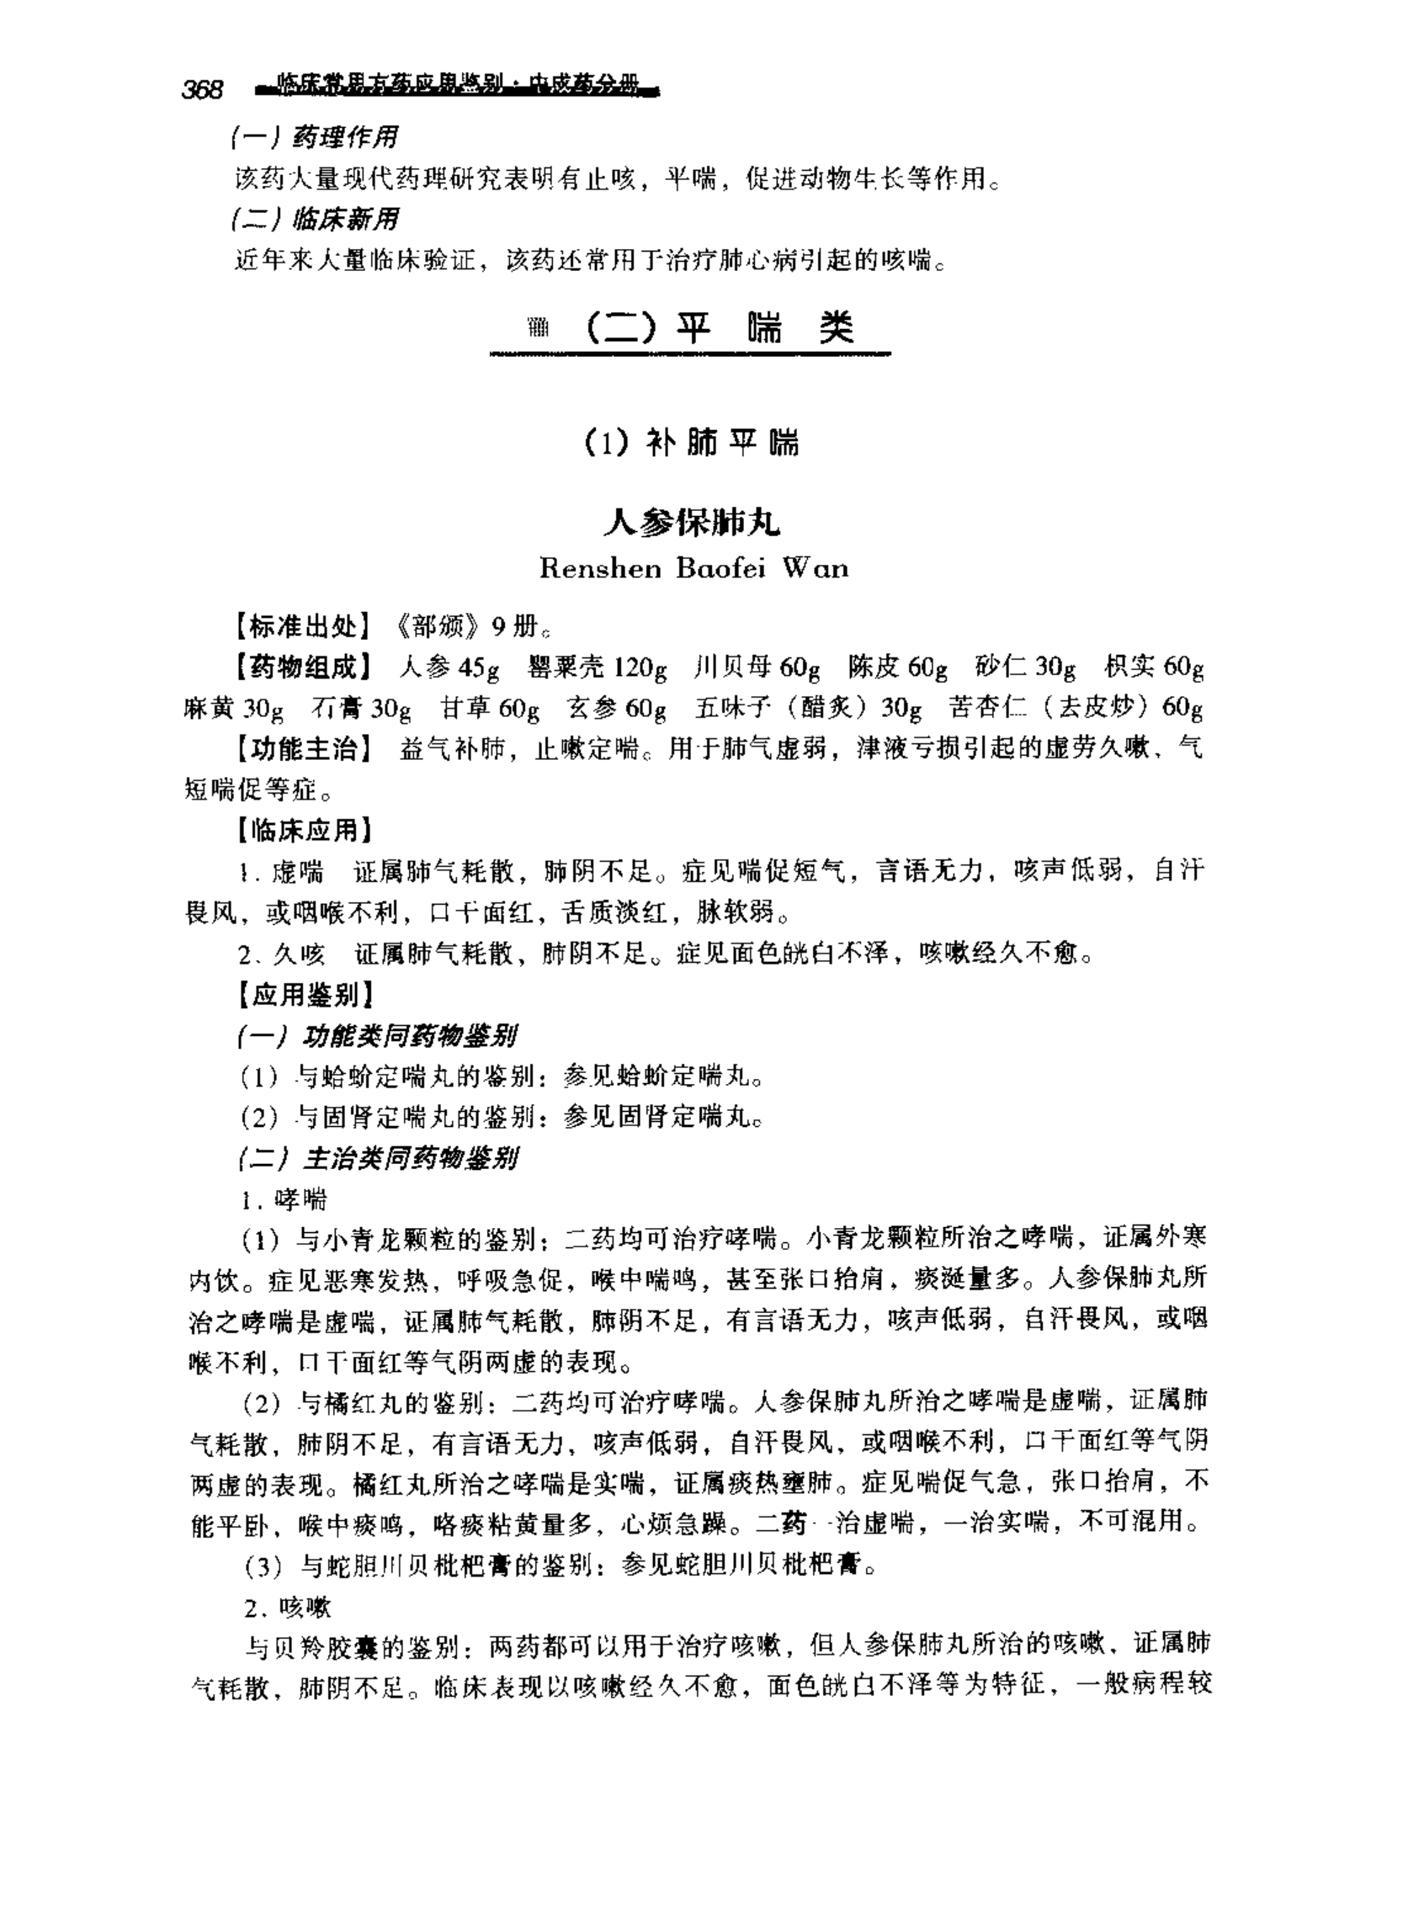 368 临床常用方药应用鉴别·中成药分册
(一) 药理作用
该药大量现代药理研究表明有止咳，平喘，促进动物生长等作用。
(二) 临床新用
近年来大量临床验证，该药还常用于治疗肺心病引起的咳喘。
(二) 平 喘 类
(1) 补肺平喘
人参保肺丸
Renshen Baofei Wan
【标准出处】《部颁》9 册。
【药物组成】 人参 45g 罂粟壳 120g 川贝母 60g 陈皮 60g 砂仁 30g 枳实 60g
麻黄 30g 石膏 30g 甘草 60g 玄参 60g 五味子（醋炙）30g 苦杏仁（去皮炒）60g
【功能主治】 益气补肺，止嗽定喘。用于肺气虚弱，津液亏损引起的虚劳久嗽、气
短喘促等症。
【临床应用】
1. 虚喘 证属肺气耗散，肺阴不足。症见喘促短气，言语无力，咳声低弱，自汗
畏风，或咽喉不利，口干面红，舌质淡红，脉软弱。
2. 久咳 证属肺气耗散，肺阴不足。症见面色㿠白不泽，咳嗽经久不愈。
【应用鉴别】
(一) 功能类同药物鉴别
(1) 与蛤蚧定喘丸的鉴别：参见蛤蚧定喘丸。
(2) 与固肾定喘丸的鉴别：参见固肾定喘丸。
(二) 主治类同药物鉴别
1. 哮喘
(1) 与小青龙颗粒的鉴别：二药均可治疗哮喘。小青龙颗粒所治之哮喘，证属外寒
内饮。症见恶寒发热，呼吸急促，喉中喘鸣，甚至张口抬肩，痰涎量多。人参保肺丸所
治之哮喘是虚喘，证属肺气耗散，肺阴不足，有言语无力，咳声低弱，自汗畏风，或咽
喉不利，口干面红等气阴两虚的表现。
(2) 与橘红丸的鉴别：二药均可治疗哮喘。人参保肺丸所治之哮喘是虚喘，证属肺
气耗散，肺阴不足，有言语无力，咳声低弱，自汗畏风，或咽喉不利，口干面红等气阴
两虚的表现。橘红丸所治之哮喘是实喘，证属痰热壅肺。症见喘促气急，张口抬肩，不
能平卧，喉中痰鸣，咯痰粘黄量多，心烦急躁。二药一治虚喘，一治实喘，不可混用。
(3) 与蛇胆川贝枇杷膏的鉴别：参见蛇胆川贝枇杷膏。
2. 咳嗽
与贝羚胶囊的鉴别：两药都可以用于治疗咳嗽，但人参保肺丸所治的咳嗽，证属肺
气耗散，肺阴不足。临床表现以咳嗽经久不愈，面色㿠白不泽等为特征，一般病程较